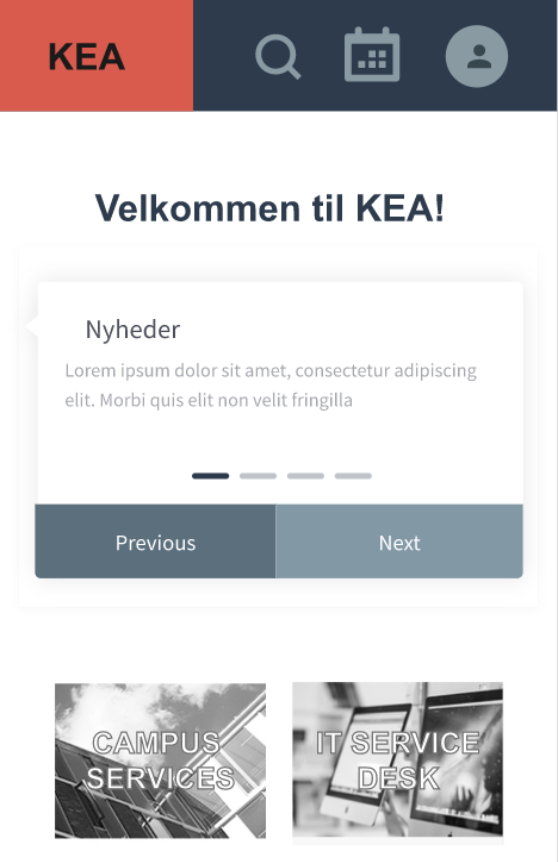 KEA
Velkommen til KEA!
Nyheder
Lorem ipsum dolor sit amet, consectetur adipiscing
elit. Morbi quis elit non velit fringilla
Previous
Next
CAMPUS
SERVICES
IT SERVICE
DESK